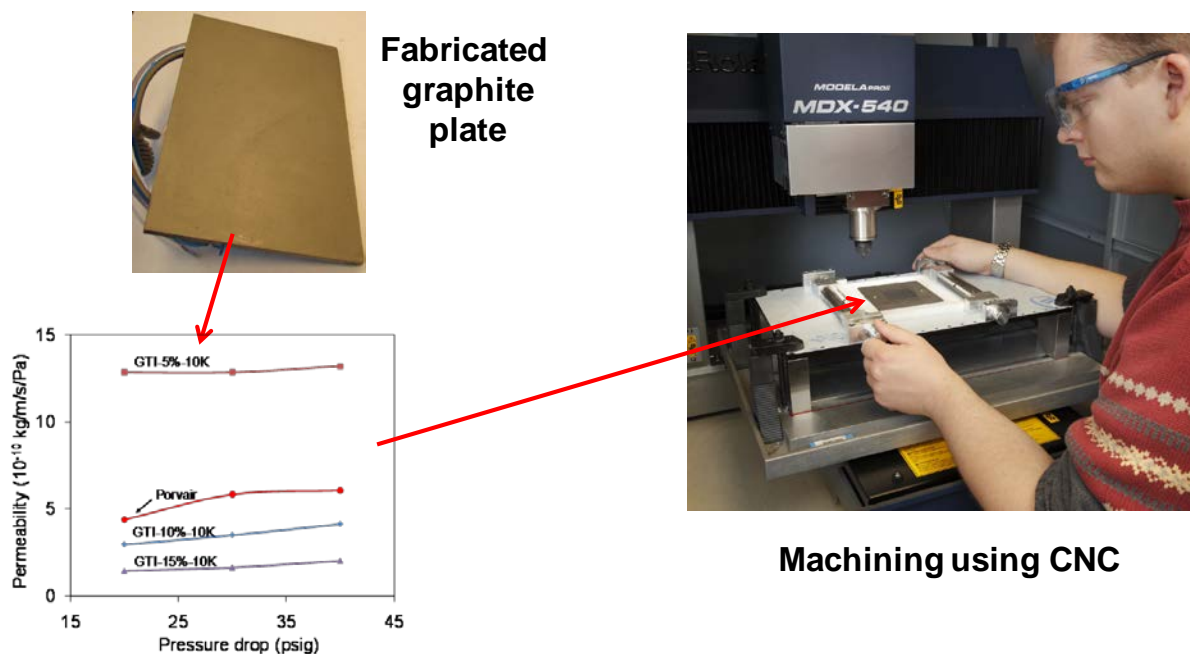 Fabricated
graphite
plate
MODELA PRO II
MDX-540
15
10
5
0
15
25
35
45
Permeability (10⁻¹⁰ kg/m/s/Pa)
Pressure drop (psig)
GTI-5%-10K
Porvair
GTI-10%-10K
GTI-15%-10K
Machining using CNC